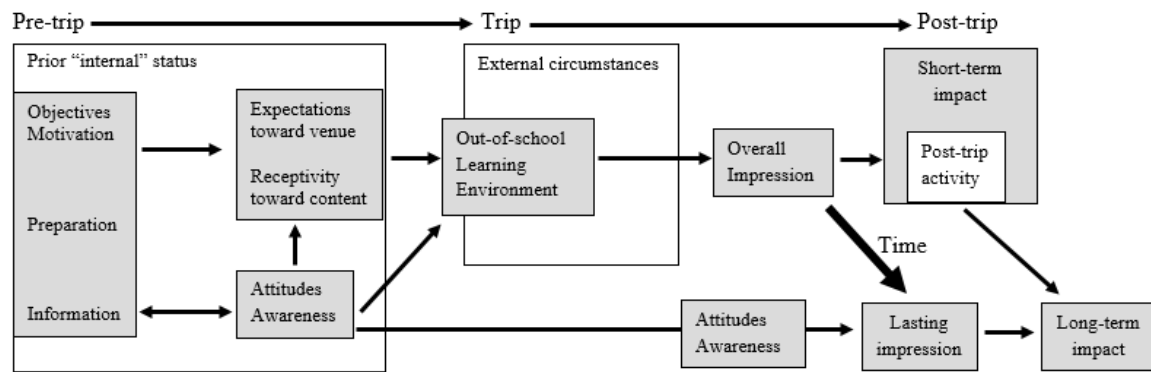 Pre-trip
Trip
Post-trip
Prior “internal” status
Objectives
Motivation
Preparation
Information
Expectations
toward venue
Receptivity
toward content
Attitudes
Awareness
External circumstances
Out-of-school
Learning
Environment
Overall
Impression
Short-term
impact
Post-trip
activity
Time
Attitudes
Awareness
Lasting
impression
Long-term
impact